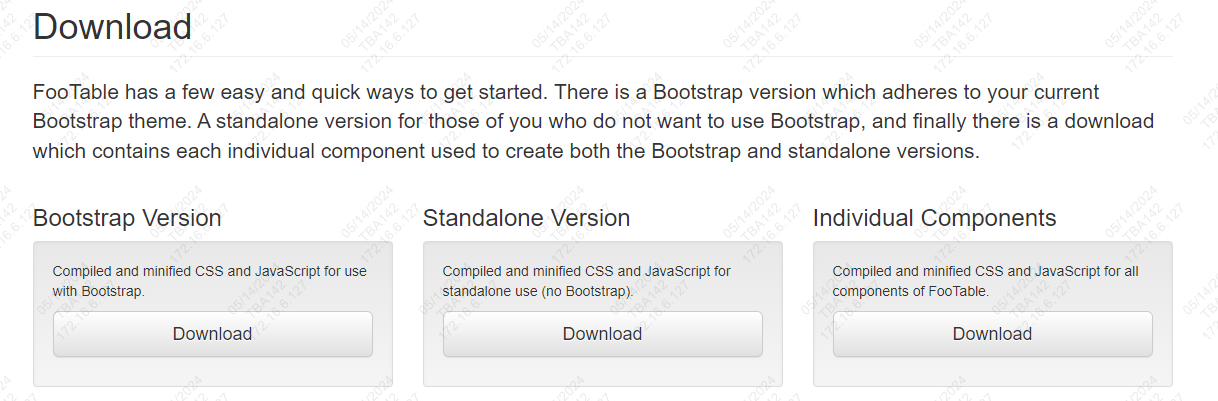 Download
FooTable has a few easy and quick ways to get started. There is a Bootstrap version which adheres to your current
Bootstrap theme. A standalone version for those of you who do not want to use Bootstrap, and finally there is a download
which contains each individual component used to create both the Bootstrap and standalone versions.
Bootstrap Version
Standalone Version
Individual Components
Compiled and minified CSS and JavaScript for use
with Bootstrap.
Download
Compiled and minified CSS and JavaScript for
standalone use (no Bootstrap).
Download
Compiled and minified CSS and JavaScript for all
components of FooTable.
Download
05/14/2024
TBA142
172.16.6.127